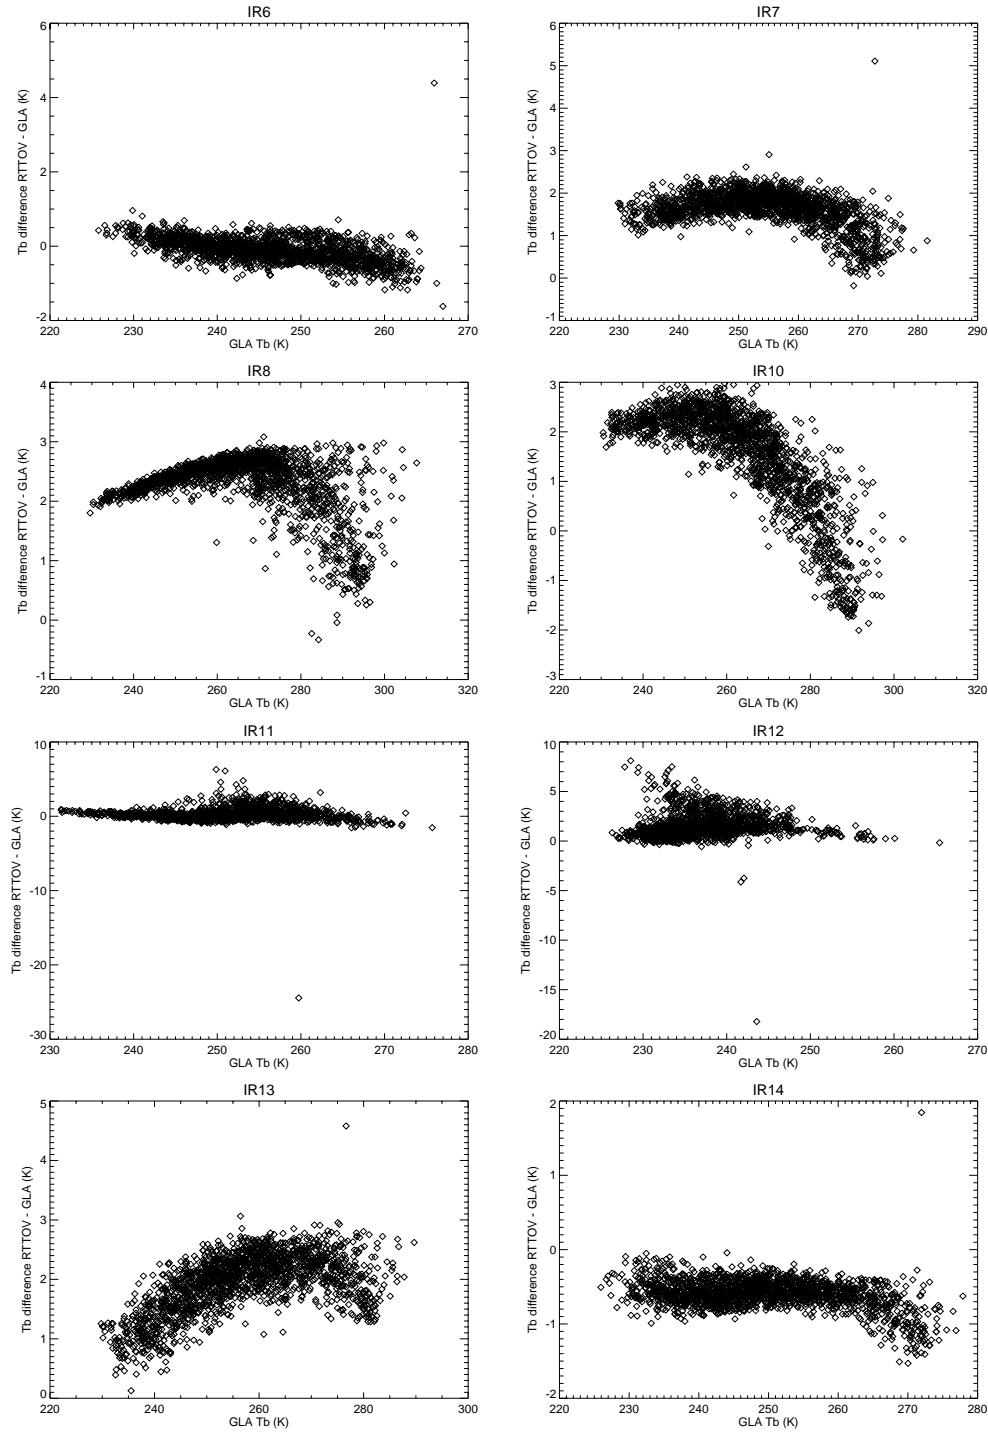 IR6
6
4
2
0
-2
Tb difference RTTOV - GLA (K)
220 230 240 250 260 270
GLA Tb (K)
IR7
6
5
4
3
2
1
0
-1
Tb difference RTTOV - GLA (K)
220 230 240 250 260 270 280 290
GLA Tb (K)
IR8
4
3
2
1
0
-1
Tb difference RTTOV - GLA (K)
220 240 260 280 300 320
GLA Tb (K)
IR10
3
2
1
0
-1
-2
-3
Tb difference RTTOV - GLA (K)
220 240 260 280 300 320
GLA Tb (K)
IR11
10
0
-10
-20
-30
Tb difference RTTOV - GLA (K)
230 240 250 260 270 280
GLA Tb (K)
IR12
10
5
0
-5
-10
-15
-20
Tb difference RTTOV - GLA (K)
220 230 240 250 260 270
GLA Tb (K)
IR13
5
4
3
2
1
0
Tb difference RTTOV - GLA (K)
220 240 260 280 300
GLA Tb (K)
IR14
2
1
0
-1
-2
Tb difference RTTOV - GLA (K)
220 230 240 250 260 270 280
GLA Tb (K)